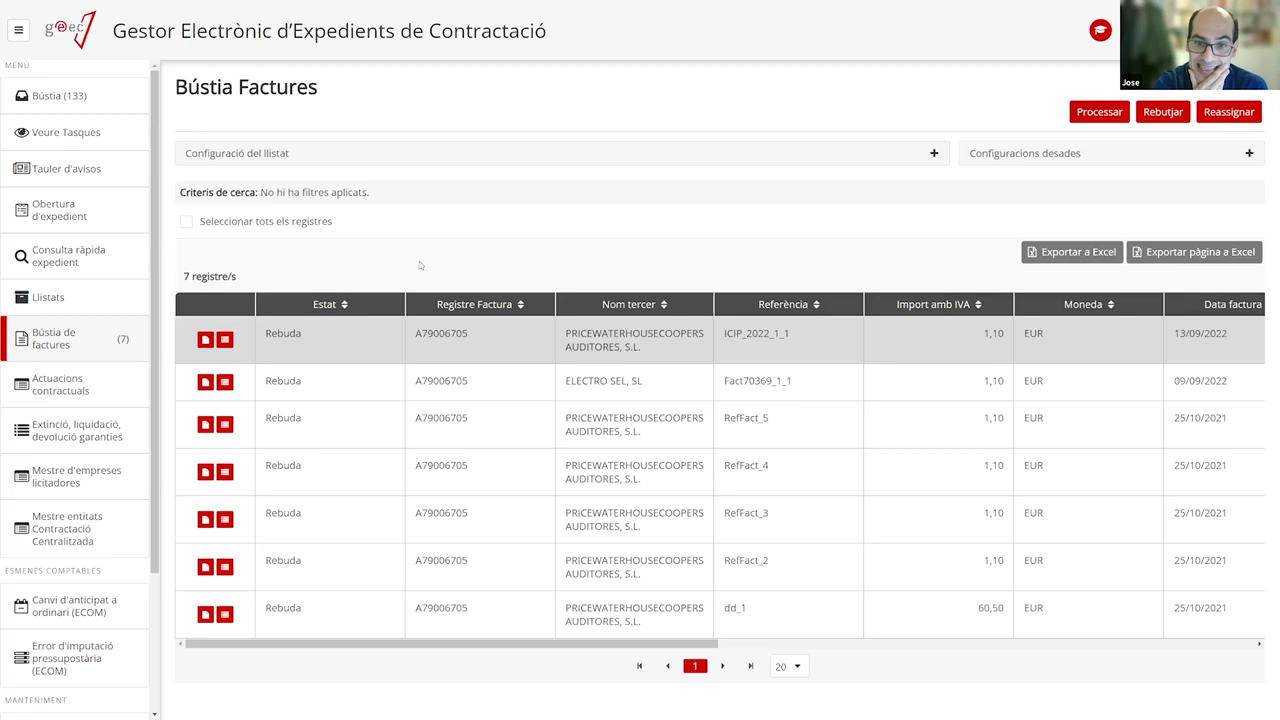 geec
Gestor Electrònic d'Expedients de Contractació
Jose
MENÚ
Bústia (133)
Veure Tasques
Tauler d'avisos
Obertura
d'expedient
Consulta ràpida
expedient
Llistats
Bústia de
factures
(7)
Actuacions
contractuals
Extinció, liquidació,
devolució garanties
Mestre d'empreses
licitadores
Mestre entitats
Contractació
Centralitzada
ESMENES COMPTABLES
Canvi d'anticipat a
ordinari (ECOM)
Error d'imputació
pressupostària
(ECOM)
MANTENIMENT
Bústia Factures
Processar Rebutjar Reassignar
Configuració del llistat
Configuracions desades
Criteris de cerca: No hi ha filtres aplicats.
Seleccionar tots els registres
Exportar a Excel Exportar pàgina a Excel
7 registre/s
Estat Registre Factura Nom tercer Referència Import amb IVA Moneda Data factura
Rebuda A79006705 PRICEWATERHOUSECOOPERS ICIP_2022_1_1 1,10 EUR 13/09/2022
AUDITORES, S.L.
Rebuda A79006705 ELECTRO SEL, SL Fact70369_1_1 1,10 EUR 09/09/2022
Rebuda A79006705 PRICEWATERHOUSECOOPERS RefFact_5 1,10 EUR 25/10/2021
AUDITORES, S.L.
Rebuda A79006705 PRICEWATERHOUSECOOPERS RefFact_4 1,10 EUR 25/10/2021
AUDITORES, S.L.
Rebuda A79006705 PRICEWATERHOUSECOOPERS RefFact_3 1,10 EUR 25/10/2021
AUDITORES, S.L.
Rebuda A79006705 PRICEWATERHOUSECOOPERS RefFact_2 1,10 EUR 25/10/2021
AUDITORES, S.L.
Rebuda A79006705 PRICEWATERHOUSECOOPERS dd_1 60,50 EUR 25/10/2021
AUDITORES, S.L.
1 20